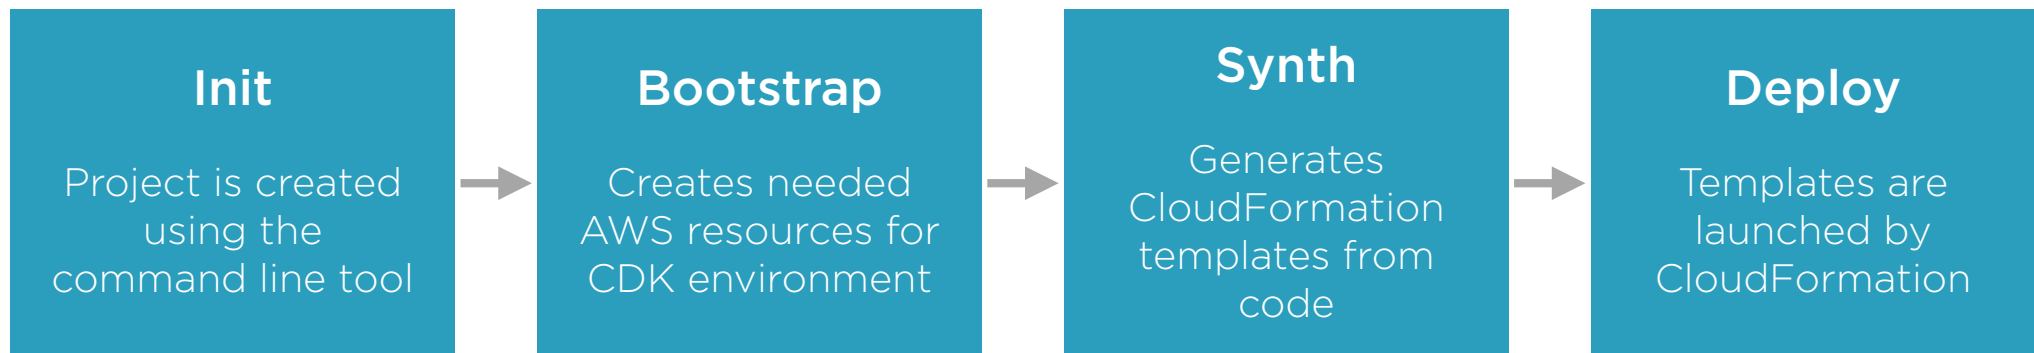 Init
Project is created
using the
command line tool
Bootstrap
Creates needed
AWS resources for
CDK environment
Synth
Generates
CloudFormation
templates from
code
Deploy
Templates are
launched by
CloudFormation